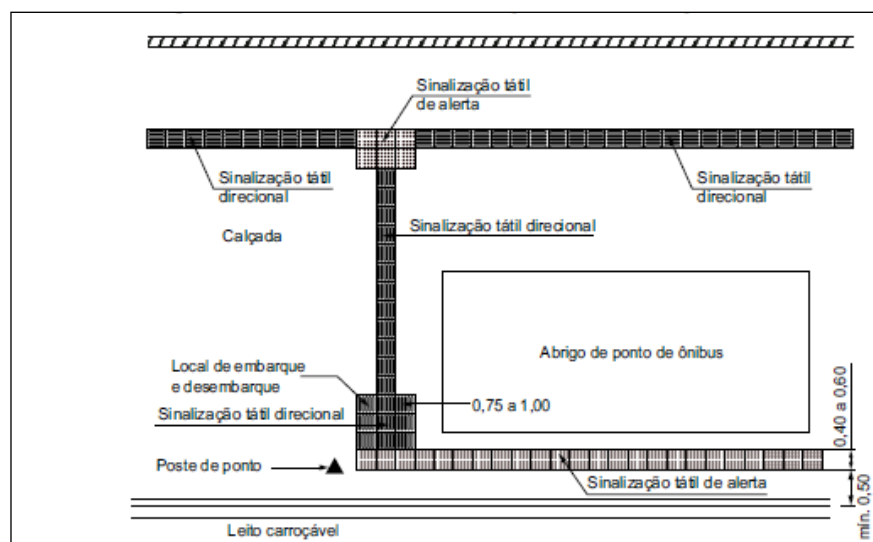 Sinalização tátil
de alerta
Sinalização tátil
direcional
Sinalização tátil
direcional
Sinalização tátil direcional
Calçada
Abrigo de ponto de ônibus
Local de embarque
e desembarque
0,75 a 1,00
Sinalização tátil direcional
0,40 a 0,60
Poste de ponto
Sinalização tátil de alerta
mín. 0,50
Leito carroçável